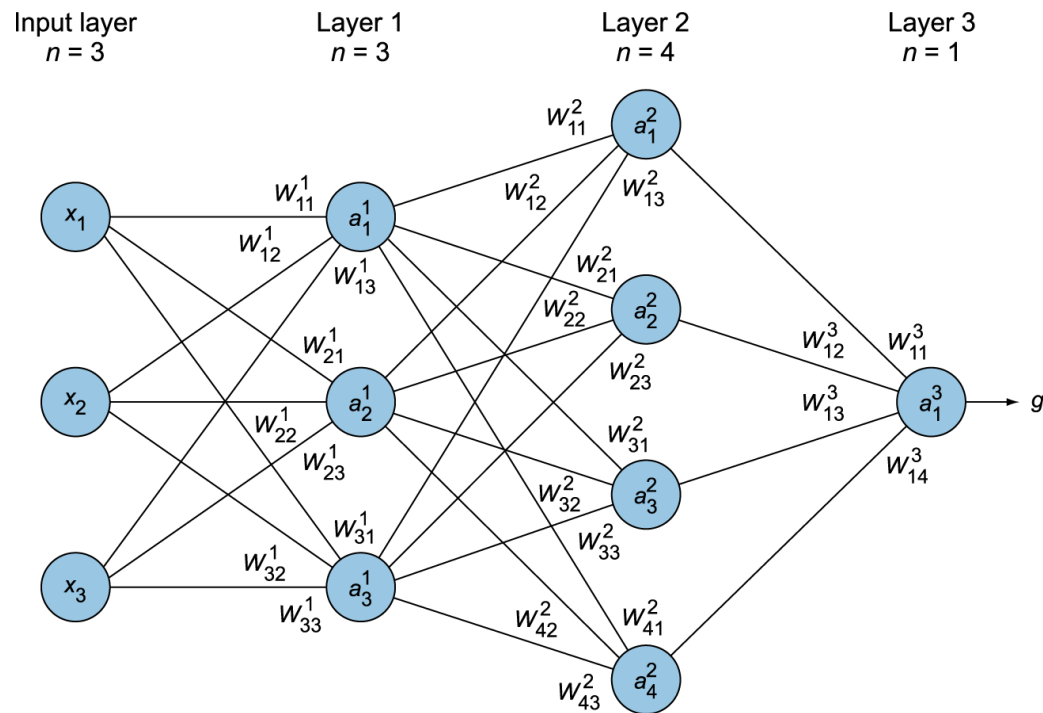 Input layer
n = 3
Layer 1
n = 3
Layer 2
n = 4
Layer 3
n = 1
x₁
x₂
x₃
W¹₁₁
W¹₁₂
W¹₁₃
W¹₂₁
W¹₂₂
W¹₂₃
W¹₃₁
W¹₃₂
W¹₃₃
a¹₁
a¹₂
a¹₃
W²₁₁
W²₁₂
W²₁₃
W²₂₁
W²₂₂
W²₂₃
W²₃₁
W²₃₂
W²₃₃
W²₄₁
W²₄₂
W²₄₃
a²₁
a²₂
a²₃
a²₄
W³₁₁
W³₁₂
W³₁₃
W³₁₄
a³₁
g